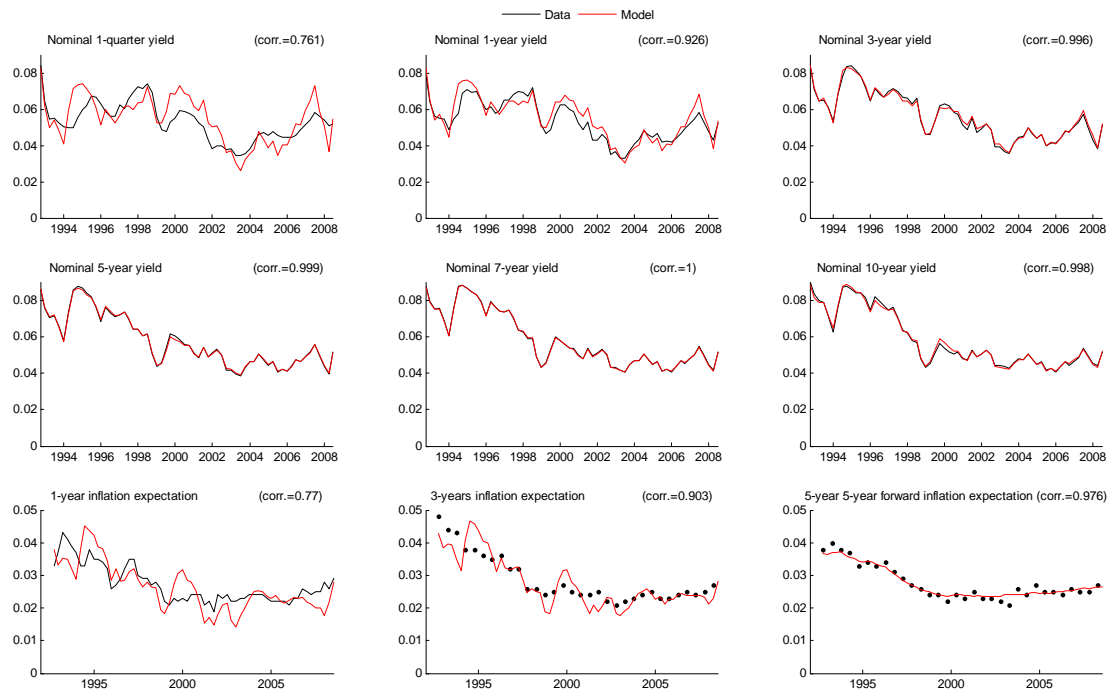 Data Model
Nominal 1-quarter yield (corr.=0.761)
0.08
0.06
0.04
0.02
0
1994 1996 1998 2000 2002 2004 2006 2008
Nominal 1-year yield (corr.=0.926)
0.08
0.06
0.04
0.02
0
1994 1996 1998 2000 2002 2004 2006 2008
Nominal 3-year yield (corr.=0.996)
0.08
0.06
0.04
0.02
0
1994 1996 1998 2000 2002 2004 2006 2008
Nominal 5-year yield (corr.=0.999)
0.08
0.06
0.04
0.02
0
1994 1996 1998 2000 2002 2004 2006 2008
Nominal 7-year yield (corr.=1)
0.08
0.06
0.04
0.02
0
1994 1996 1998 2000 2002 2004 2006 2008
Nominal 10-year yield (corr.=0.998)
0.08
0.06
0.04
0.02
0
1994 1996 1998 2000 2002 2004 2006 2008
1-year inflation expectation (corr.=0.77)
0.05
0.04
0.03
0.02
0.01
0
1995 2000 2005
3-years inflation expectation (corr.=0.903)
0.05
0.04
0.03
0.02
0.01
0
1995 2000 2005
5-year 5-year forward inflation expectation (corr.=0.976)
0.05
0.04
0.03
0.02
0.01
0
1995 2000 2005